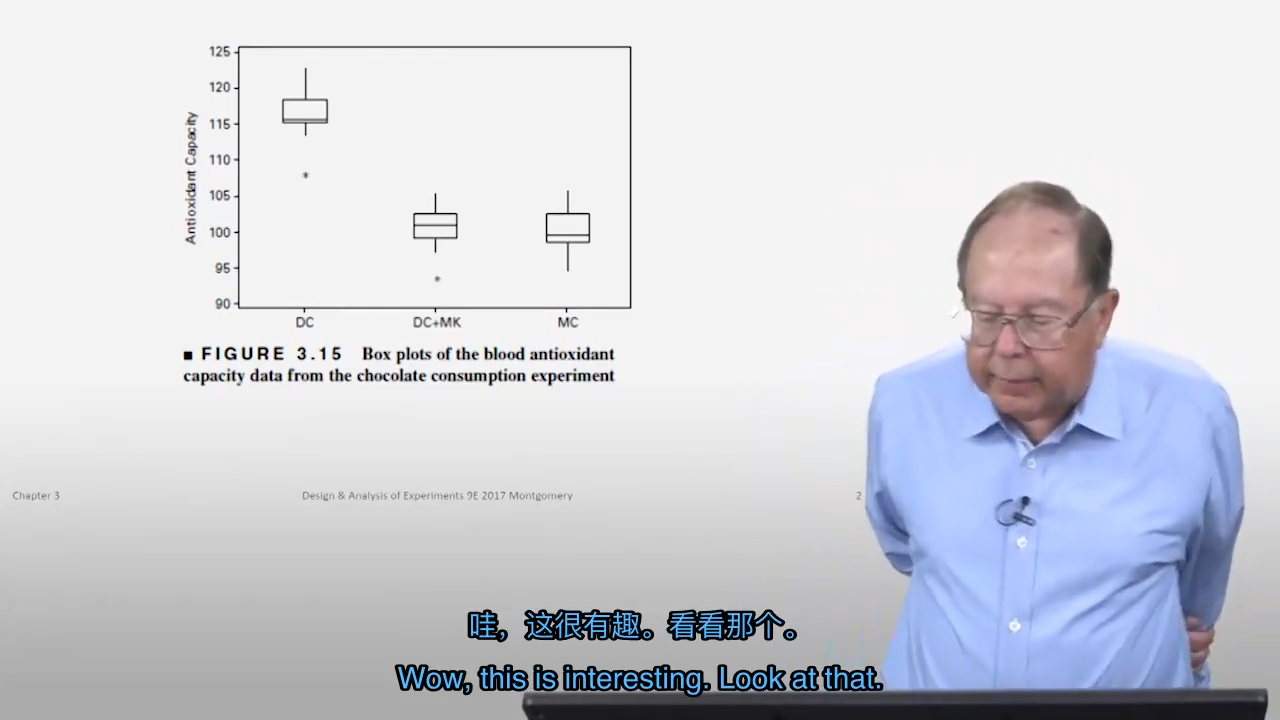 125
120
115
110
105
100
95
90
Antioxidant Capacity
DC
DC+MK
MC
■ FIGURE 3.15 Box plots of the blood antioxidant
capacity data from the chocolate consumption experiment
Chapter 3
Design & Analysis of Experiments 9E 2017 Montgomery
2
哇，这很有趣。看看那个。
Wow, this is interesting. Look at that.